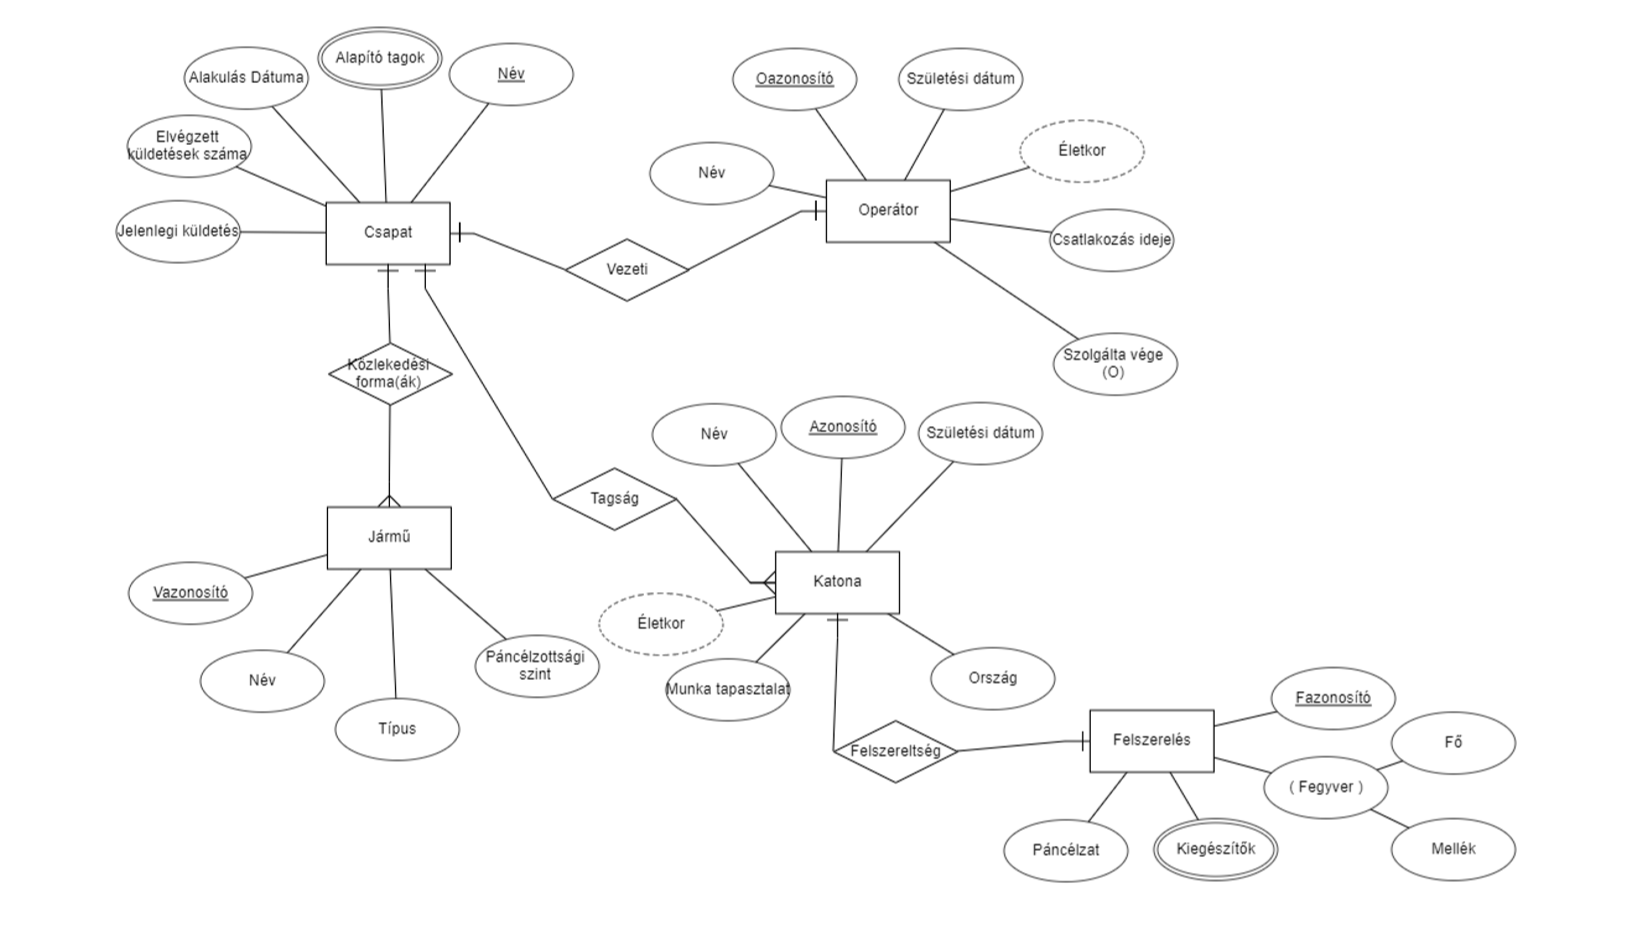 Alapító tagok
Név
Alakulás Dátuma
Elvégzett
küldetések száma
Jelenlegi küldetés
Csapat
Oazonosító
Születési dátum
Életkor
Név
Operátor
Csatlakozás ideje
Szolgálta vége
(O)
Vezeti
Közlekedési
forma(ák)
Tagság
Név
Azonosító
Születési dátum
Jármű
Katona
Vazonosító
Életkor
Név
Típus
Páncélzottsági
szint
Munka tapasztalat
Ország
Felszereltség
Felszerelés
Fazonosító
Fő
( Fegyver )
Mellék
Páncélzat
Kiegészítők